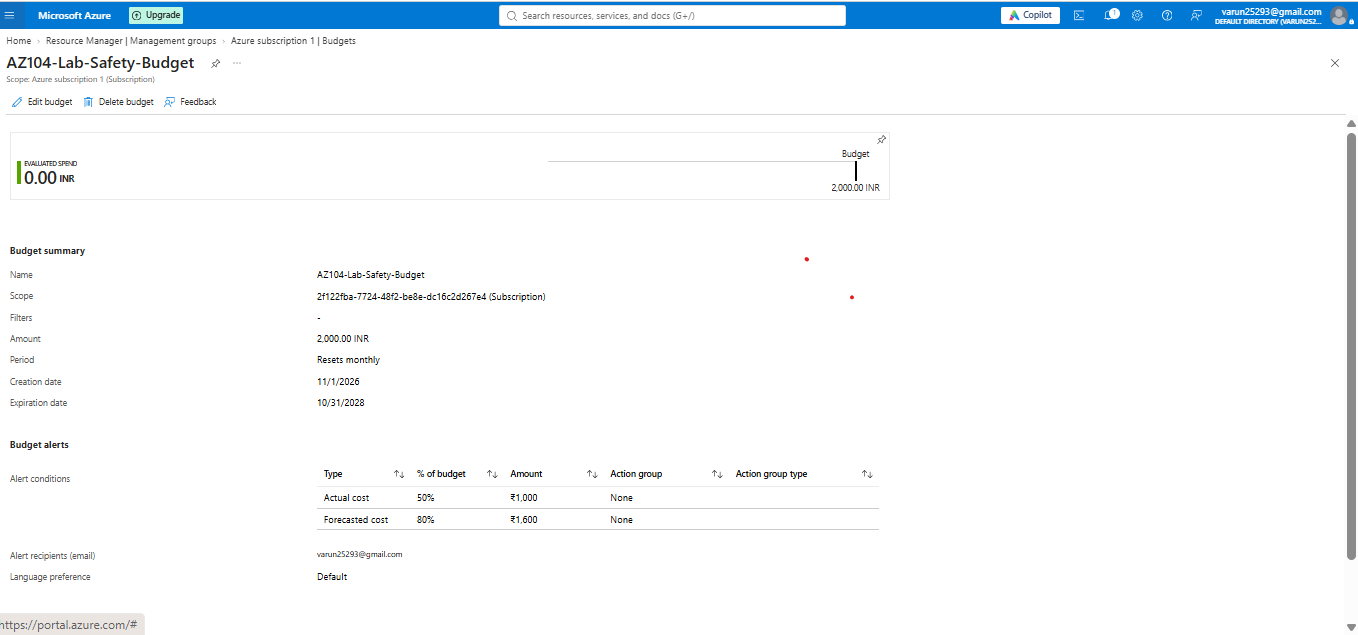 Microsoft Azure
Upgrade
Search resources, services, and docs (G+/)
Copilot
1
varun25293@gmail.com
DEFAULT DIRECTORY (VARUN252...
Home › Resource Manager | Management groups › Azure subscription 1 | Budgets
AZ104-Lab-Safety-Budget
Scope: Azure subscription 1 (Subscription)
Edit budget Delete budget Feedback
Budget
EVALUATED SPEND
0.00 INR
2,000.00 INR
Budget summary
Name AZ104-Lab-Safety-Budget
Scope 2f122fba-7724-48f2-be8e-dc16c2d267e4 (Subscription)
Filters -
Amount 2,000.00 INR
Period Resets monthly
Creation date 11/1/2026
Expiration date 10/31/2028
Budget alerts
Alert conditions
Type % of budget Amount Action group Action group type
Actual cost 50% ₹1,000 None
Forecasted cost 80% ₹1,600 None
Alert recipients (email) varun25293@gmail.com
Language preference Default
https://portal.azure.com/#